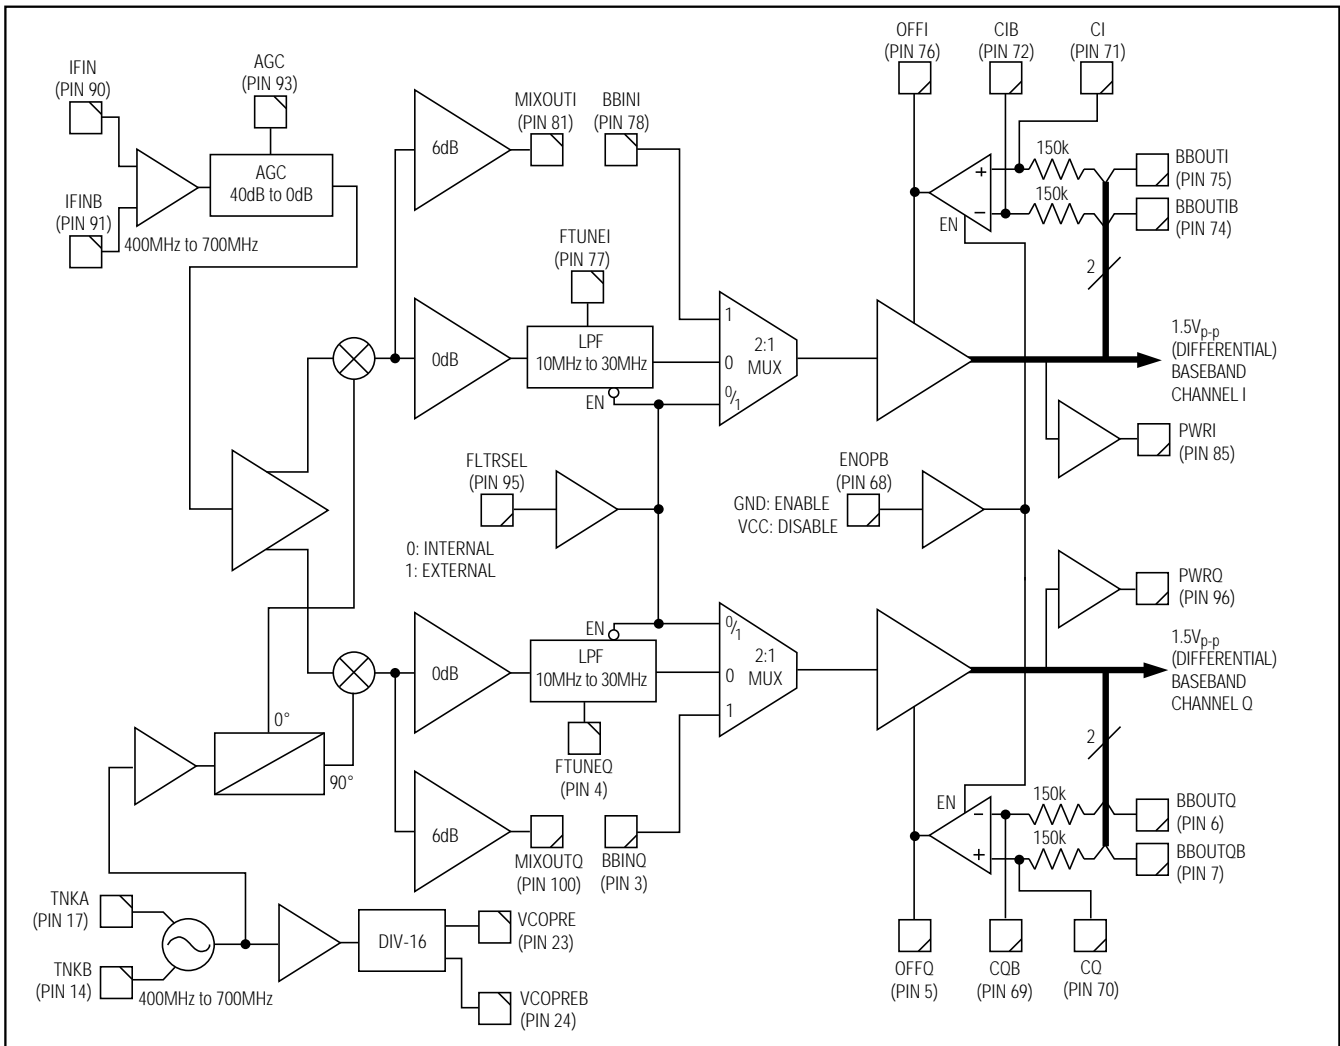 OFFI
(PIN 76)
CIB
(PIN 72)
CI
(PIN 71)
IFIN
(PIN 90)
AGC
(PIN 93)
MIXOUTI
(PIN 81)
BBINI
(PIN 78)
6dB
AGC
40dB to 0dB
IFINB
(PIN 91)
400MHz to 700MHz
150k
+
BBOUTI
(PIN 75)
150k
–
EN
BBOUTIB
(PIN 74)
2
FTUNEI
(PIN 77)
0dB
LPF
10MHz to 30MHz
EN
1
0
0/1
2:1
MUX
1.5Vp-p
(DIFFERENTIAL)
BASEBAND
CHANNEL I
PWRI
(PIN 85)
FLTRSEL
(PIN 95)
0: INTERNAL
1: EXTERNAL
ENOPB
(PIN 68)
GND: ENABLE
VCC: DISABLE
PWRQ
(PIN 96)
0dB
EN
LPF
10MHz to 30MHz
0/1
0
1
2:1
MUX
1.5Vp-p
(DIFFERENTIAL)
BASEBAND
CHANNEL Q
2
0°
90°
FTUNEQ
(PIN 4)
6dB
MIXOUTQ
(PIN 100)
BBINQ
(PIN 3)
EN
–
150k
BBOUTQ
(PIN 6)
+
150k
BBOUTQB
(PIN 7)
TNKA
(PIN 17)
TNKB
(PIN 14)
400MHz to 700MHz
DIV-16
VCOPRE
(PIN 23)
VCOPREB
(PIN 24)
OFFQ
(PIN 5)
CQB
(PIN 69)
CQ
(PIN 70)